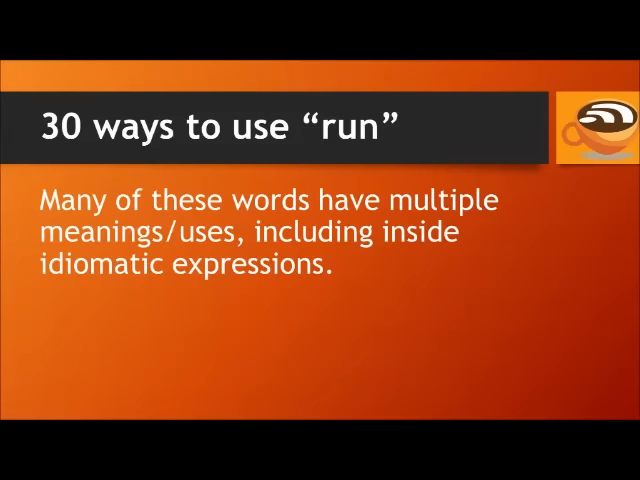 30 ways to use “run”
Many of these words have multiple
meanings/uses, including inside
idiomatic expressions.